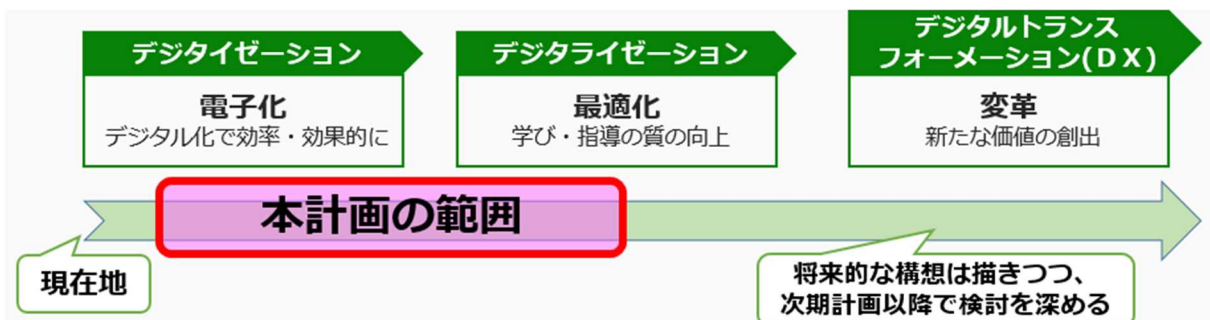 デジタイゼーション
電子化
デジタル化で効率・効果的に
デジタライゼーション
最適化
学び・指導の質の向上
デジタルトランス
フォーメーション(ＤＸ)
変革
新たな価値の創出
本計画の範囲
現在地
将来的な構想は描きつつ、
次期計画以降で検討を深める